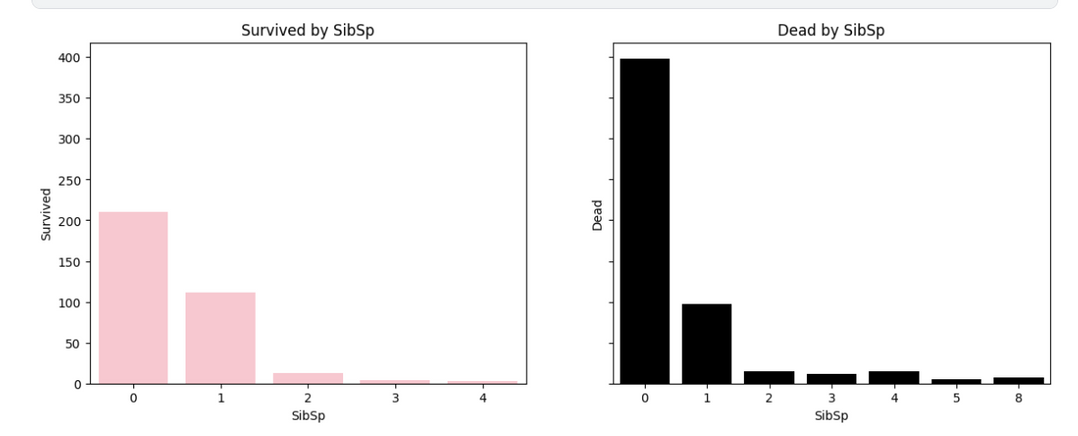 Survived by SibSp
400
350
300
250
200
150
100
50
0
Survived
0 1 2 3 4
SibSp
Dead by SibSp
Dead
0 1 2 3 4 5 8
SibSp